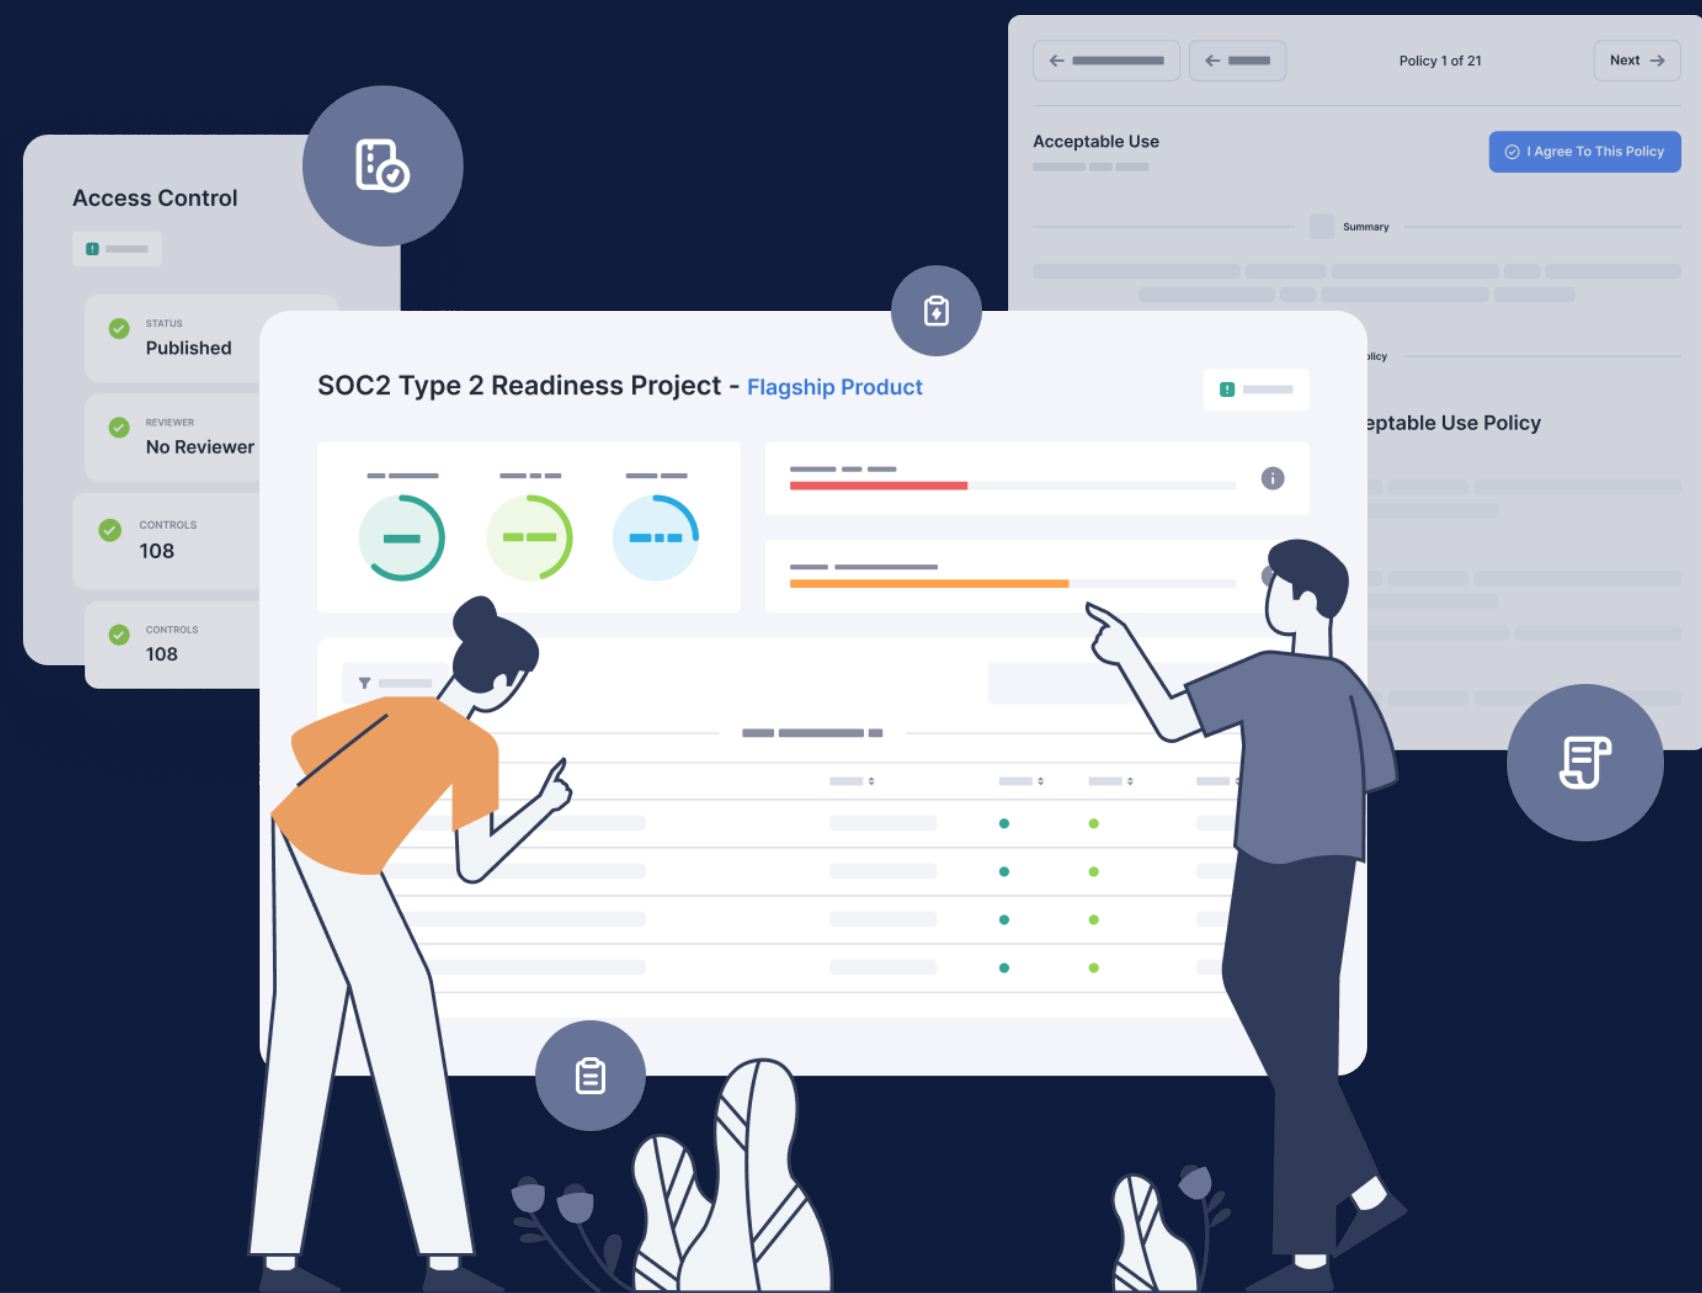 Policy 1 of 21
Next
Acceptable Use
I Agree To This Policy
Summary
Access Control
STATUS
Published
REVIEWER
No Reviewer
CONTROLS
108
CONTROLS
108
SOC2 Type 2 Readiness Project - Flagship Product
Use Policy